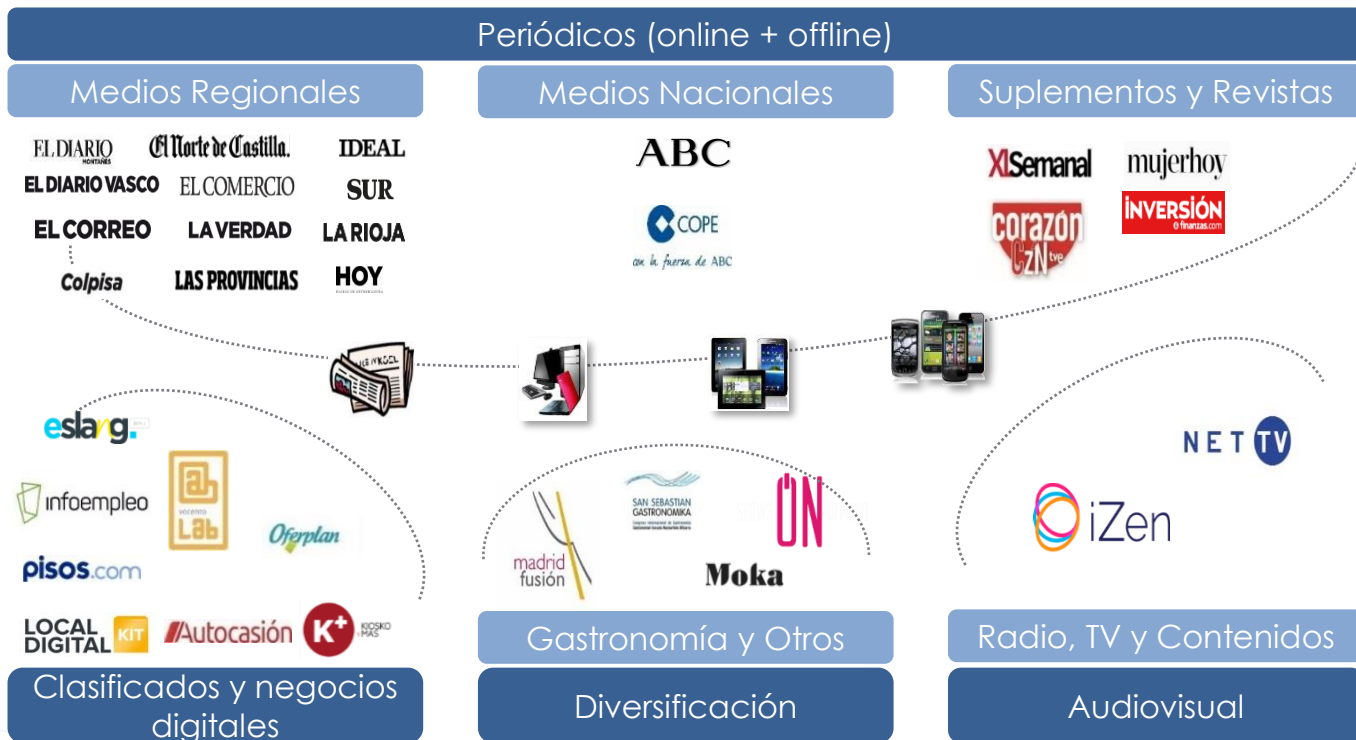 Periódicos (online + offline)
Medios Regionales
EL DIARIO
MONTAÑES
El Norte de Castilla.
IDEAL
EL DIARIO VASCO
EL COMERCIO
SUR
EL CORREO
LA VERDAD
LA RIOJA
Colpisa
LAS PROVINCIAS
HOY
Medios Nacionales
ABC
COPE
con la fuerza de ABC
Suplementos y Revistas
XLSemanal
mujerhoy
corazón
CzN tve
INVERSIÓN
finanzas.com
eslang.
infoempleo
ab
vocento
Lab
Oferplan
pisos.com
LOCAL
DIGITAL KIT
Autocasión
K+ KIOSKO
Y MÁS
Clasificados y negocios
digitales
madrid
fusión
SAN SEBASTIAN
GASTRONOMIKA
ON
Moka
Gastronomía y Otros
Diversificación
NET TV
iZen
Radio, TV y Contenidos
Audiovisual